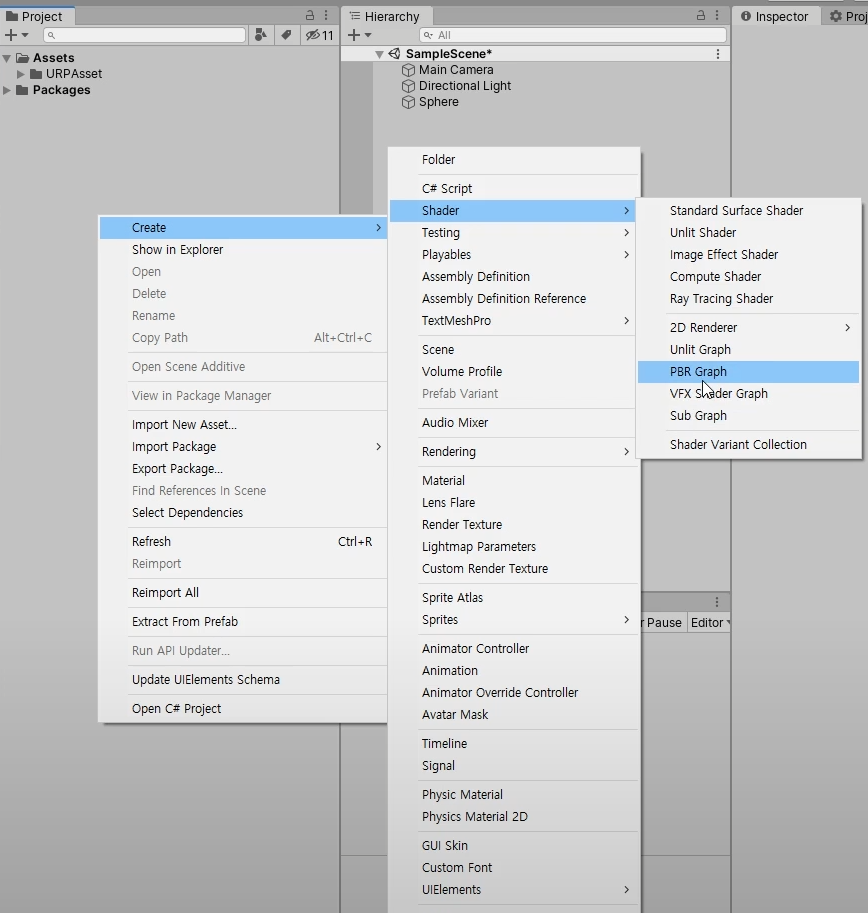 Project
11
Assets
URPAsset
Packages
Hierarchy
All
SampleScene*
Main Camera
Directional Light
Sphere
Inspector
Proj
Create
Show in Explorer
Open
Delete
Rename
Copy Path Alt+Ctrl+C
Open Scene Additive
View in Package Manager
Import New Asset...
Import Package
Export Package...
Find References In Scene
Select Dependencies
Refresh Ctrl+R
Reimport
Reimport All
Extract From Prefab
Run API Updater...
Update UIElements Schema
Open C# Project
Folder
C# Script
Shader
Testing
Playables
Assembly Definition
Assembly Definition Reference
TextMeshPro
Scene
Volume Profile
Prefab Variant
Audio Mixer
Rendering
Material
Lens Flare
Render Texture
Lightmap Parameters
Custom Render Texture
Sprite Atlas
Sprites
Animator Controller
Animation
Animator Override Controller
Avatar Mask
Timeline
Signal
Physic Material
Physics Material 2D
GUI Skin
Custom Font
UIElements
Standard Surface Shader
Unlit Shader
Image Effect Shader
Compute Shader
Ray Tracing Shader
2D Renderer
Unlit Graph
PBR Graph
VFX Shader Graph
Sub Graph
Shader Variant Collection
r Pause Editor